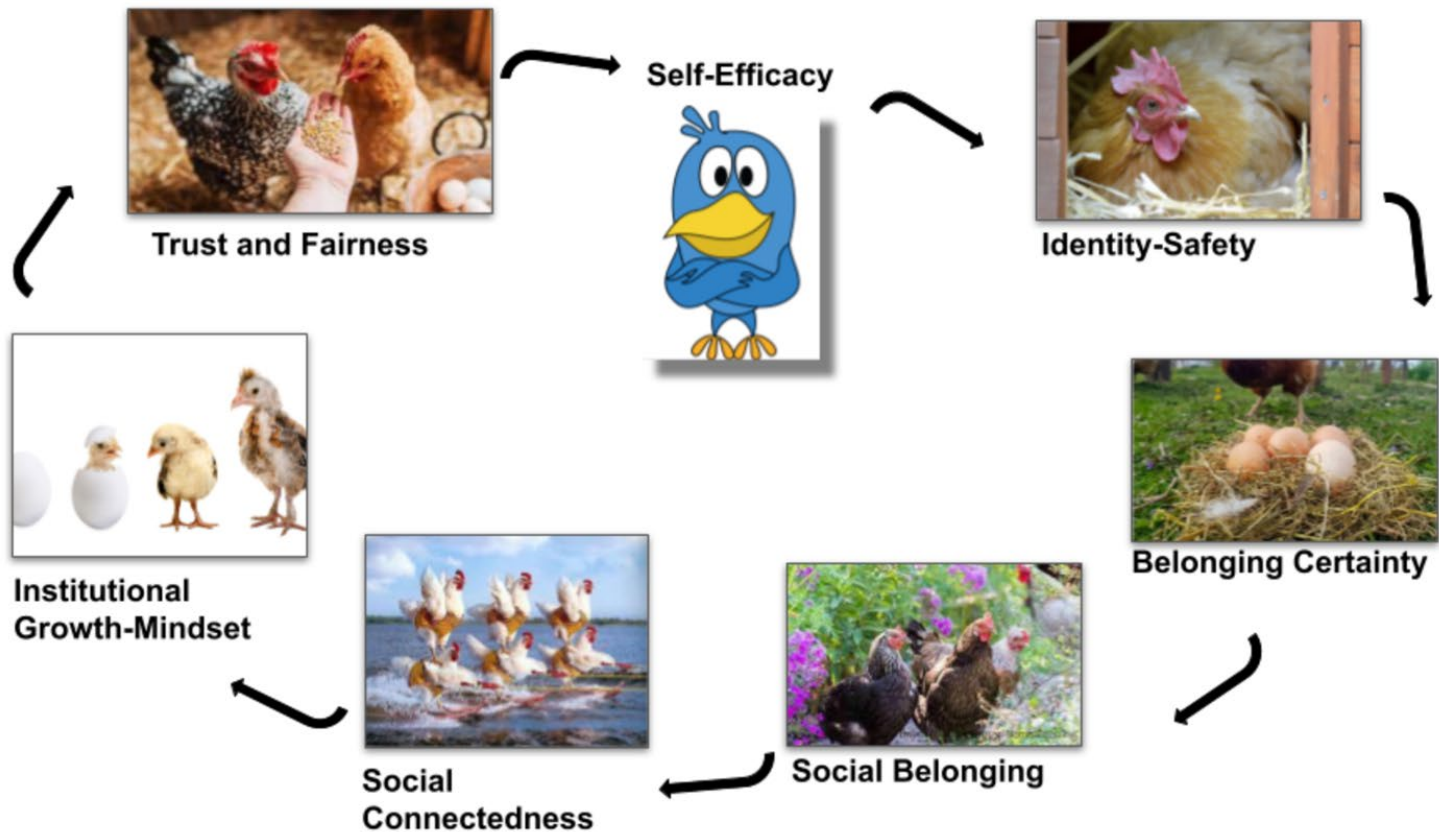 Self-Efficacy
Trust and Fairness
Identity-Safety
Belonging Certainty
Institutional
Growth-Mindset
Social Belonging
Social
Connectedness